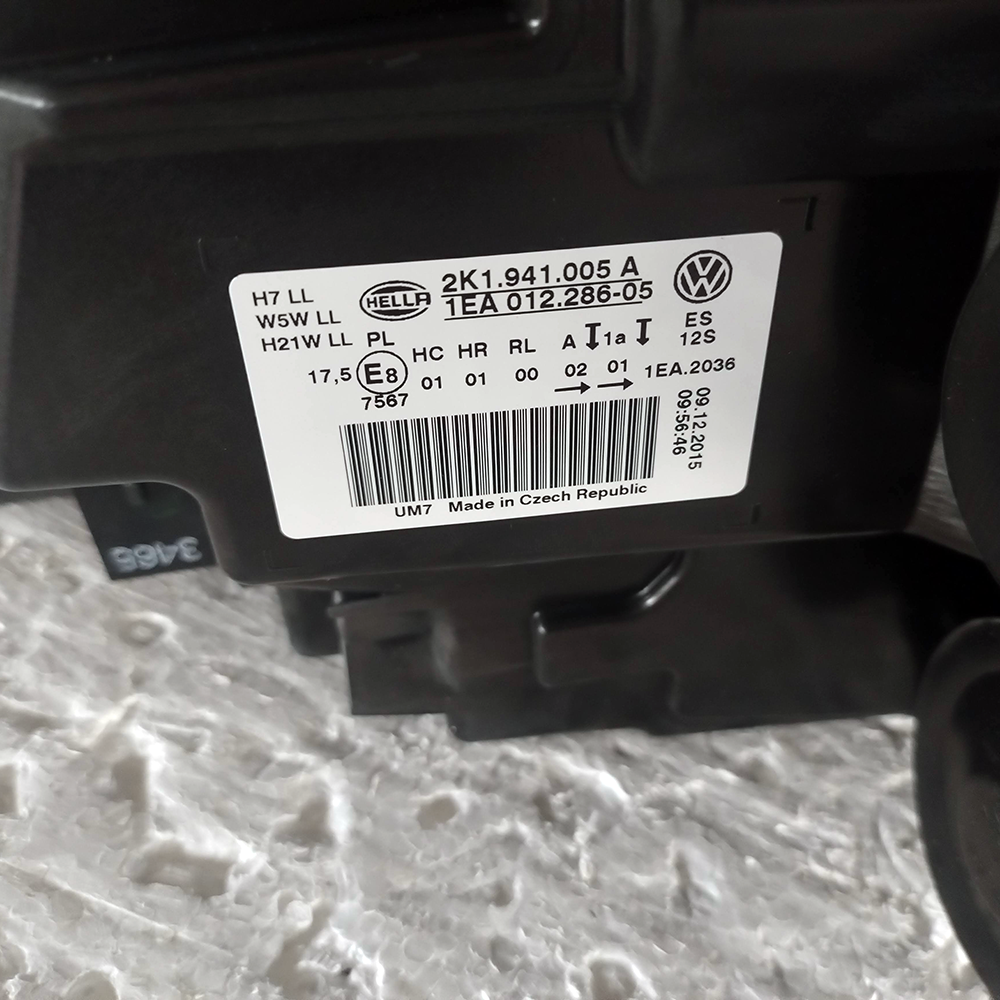 H7 LL
W5W LL
H21W LL PL
HELLA
2K1.941.005 A
1EA 012.286-05
VW
ES
12S
HC HR RL A 1a
17,5 E8 01 01 00 02 01 1EA.2036
7567
09.12.2015
09:56:46
UM7 Made in Czech Republic
3466